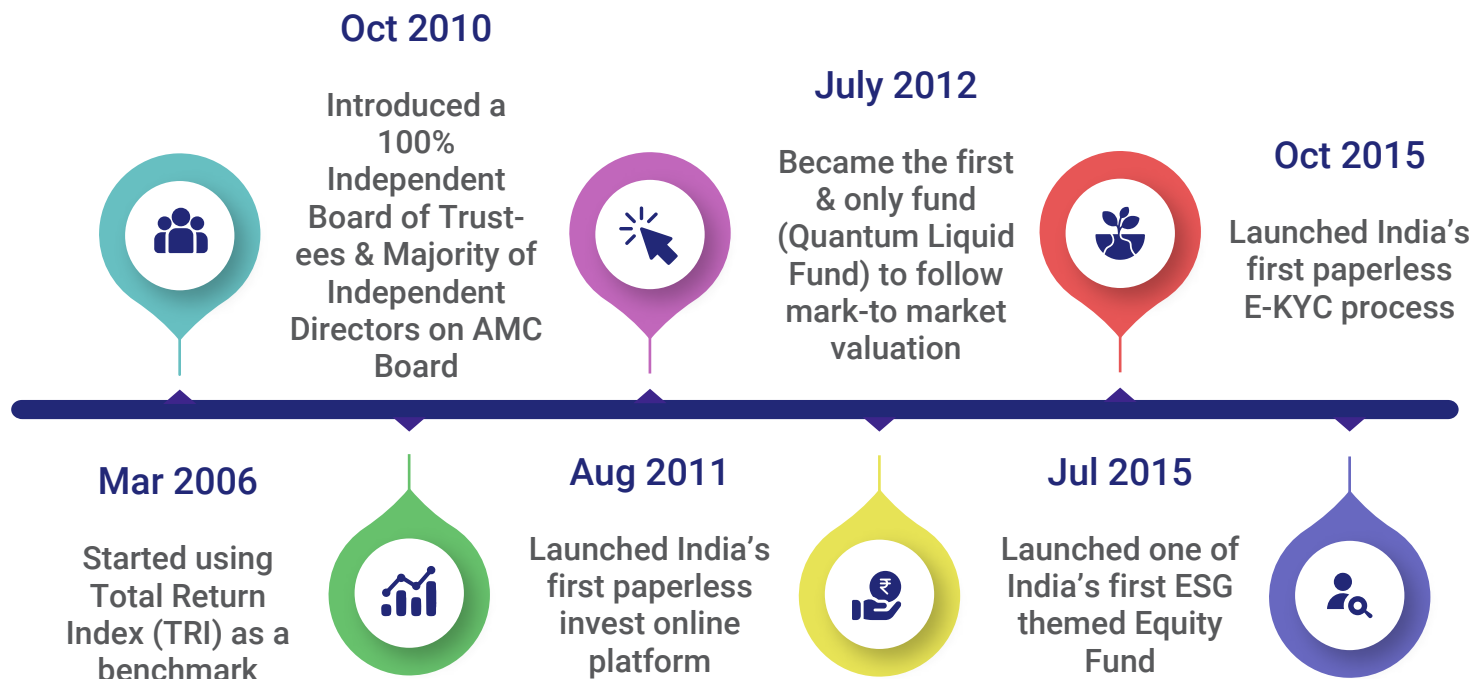 Oct 2010
Introduced a
100%
Independent
Board of Trust-
ees & Majority of
Independent
Directors on AMC
Board
July 2012
Became the first
& only fund
(Quantum Liquid
Fund) to follow
mark-to market
valuation
Oct 2015
Launched India’s
first paperless
E-KYC process
Mar 2006
Started using
Total Return
Index (TRI) as a
benchmark
Aug 2011
Launched India’s
first paperless
invest online
platform
₹
Jul 2015
Launched one of
India’s first ESG
themed Equity
Fund